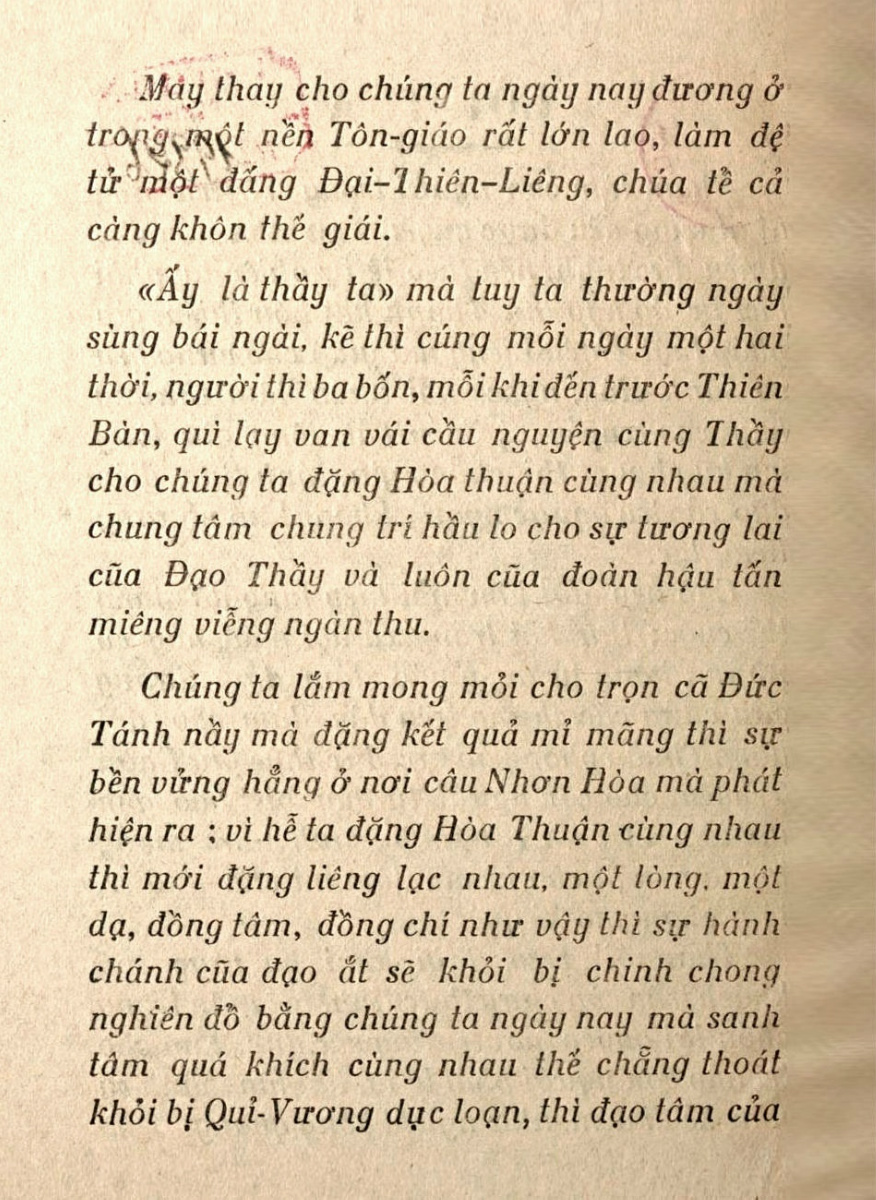 Máy thay cho chúng ta ngày nay đương ở
trong một nền Tôn-giáo rất lớn lao, làm đệ
tử một đấng Đại-Thiên-Liêng, chúa tề cả
càng khôn thế giái.
«Ấy là thầy ta» mà tuy ta thường ngày
sùng bái ngài, kẽ thì cúng mỗi ngày một hai
thời, người thì ba bốn, mỗi khi đến trước Thiên
Bàn, quì lạy van vái cầu nguyện cùng Thầy
cho chúng ta đặng Hòa thuận cùng nhau mà
chung tâm chung trí hầu lo cho sự tương lai
cũa Đạo Thầy và luôn cũa đoàn hậu tấn
miêng viễng ngàn thu.
Chúng ta lắm mong mỏi cho trọn cã Đức
Tánh nầy mà đặng kết quả mỉ mãng thì sự
bền vửng hẳng ở nơi câu Nhơn Hòa mà phát
hiện ra ; vì hễ ta đặng Hòa Thuận cùng nhau
thì mới đặng liêng lạc nhau, một lòng. một
dạ, đồng tâm, đồng chí như vậy thì sự hành
chánh cũa đạo ắt sẽ khỏi bị chinh chong
nghiên đồ bằng chúng ta ngày nay mà sanh
tâm quá khích cùng nhau thế chẵng thoát
khỏi bị Quỉ-Vương dục loạn, thì đạo tâm của